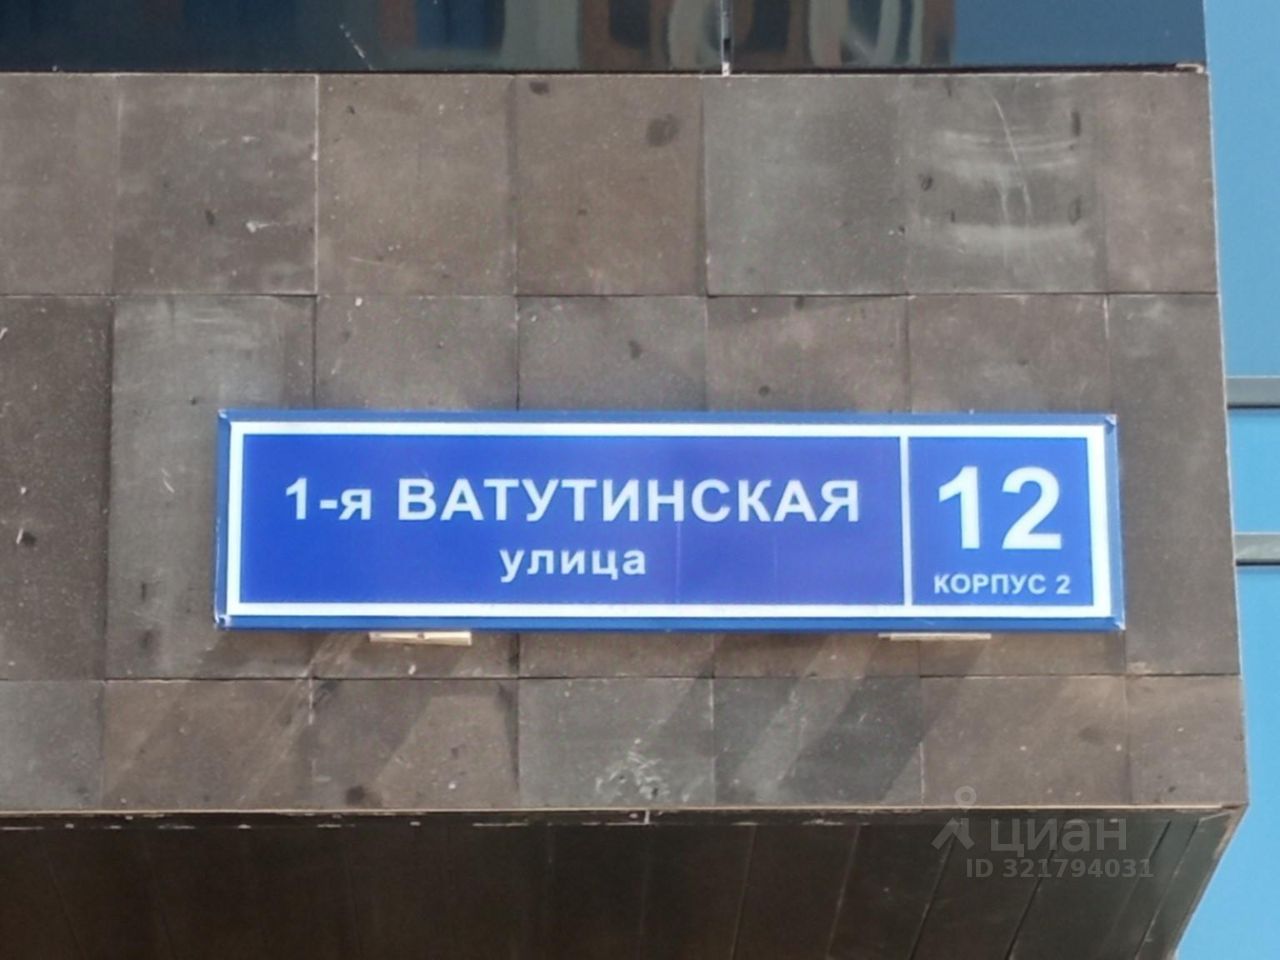 1-я ВАТУТИНСКАЯ
улица
12
КОРПУС 2
циан
ID 321794031